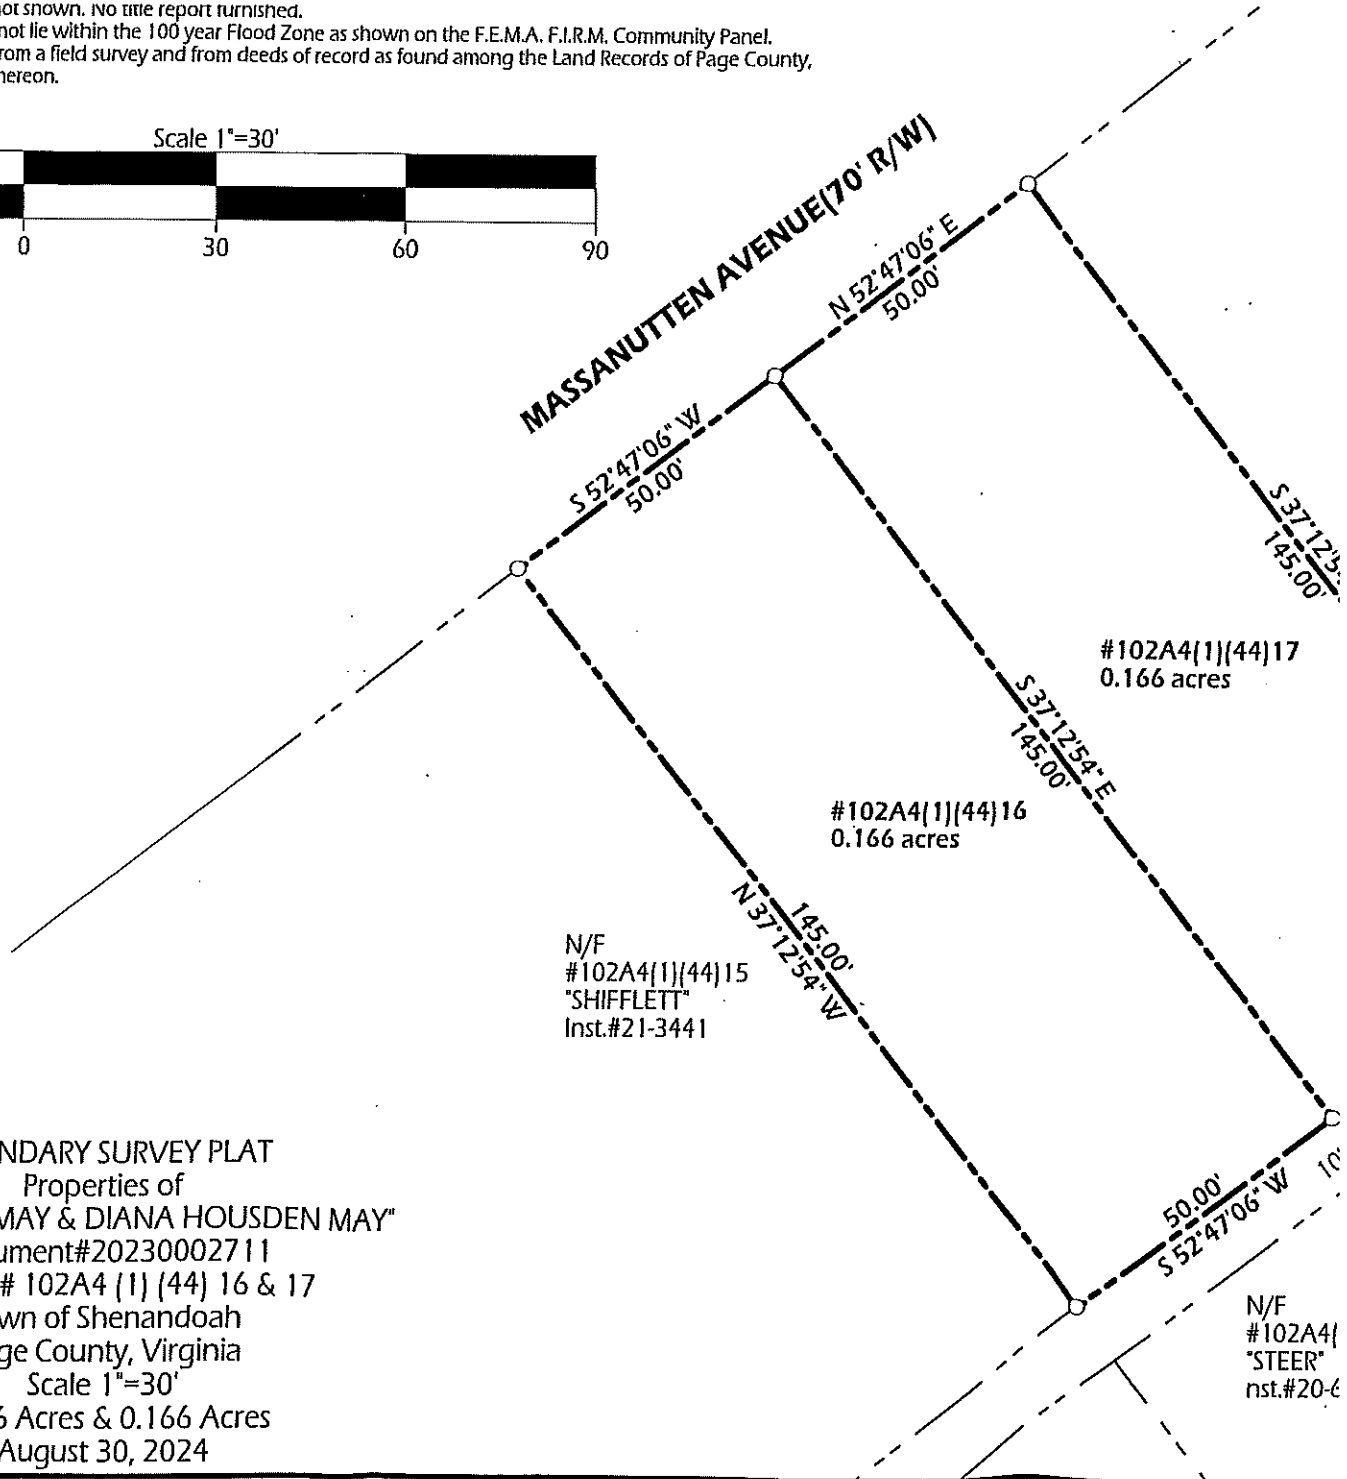 not shown. No title report furnished.
not lie within the 100 year Flood Zone as shown on the F.E.M.A. F.I.R.M. Community Panel.
rom a field survey and from deeds of record as found among the Land Records of Page County,
hereon.
Scale 1"=30'
0 30 60 90
MASSANUTTEN AVENUE(70' R/W)
N 52°47'06" E
50.00'
S 52°47'06" W
50.00'
S 37°12'5
145.00'
#102A4(1)(44)17
0.166 acres
S 37°12'54" E
145.00'
#102A4(1)(44)16
0.166 acres
145.00'
N 37°12'54" W
N/F
#102A4(1)(44)15
"SHIFFLETT"
Inst.#21-3441
50.00'
S 52°47'06" W
10'
N/F
#102A4(
"STEER"
nst.#20-6
NDARY SURVEY PLAT
Properties of
MAY & DIANA HOUSDEN MAY"
ument#20230002711
# 102A4 (1) (44) 16 & 17
wn of Shenandoah
ge County, Virginia
Scale 1"=30'
6 Acres & 0.166 Acres
August 30, 2024